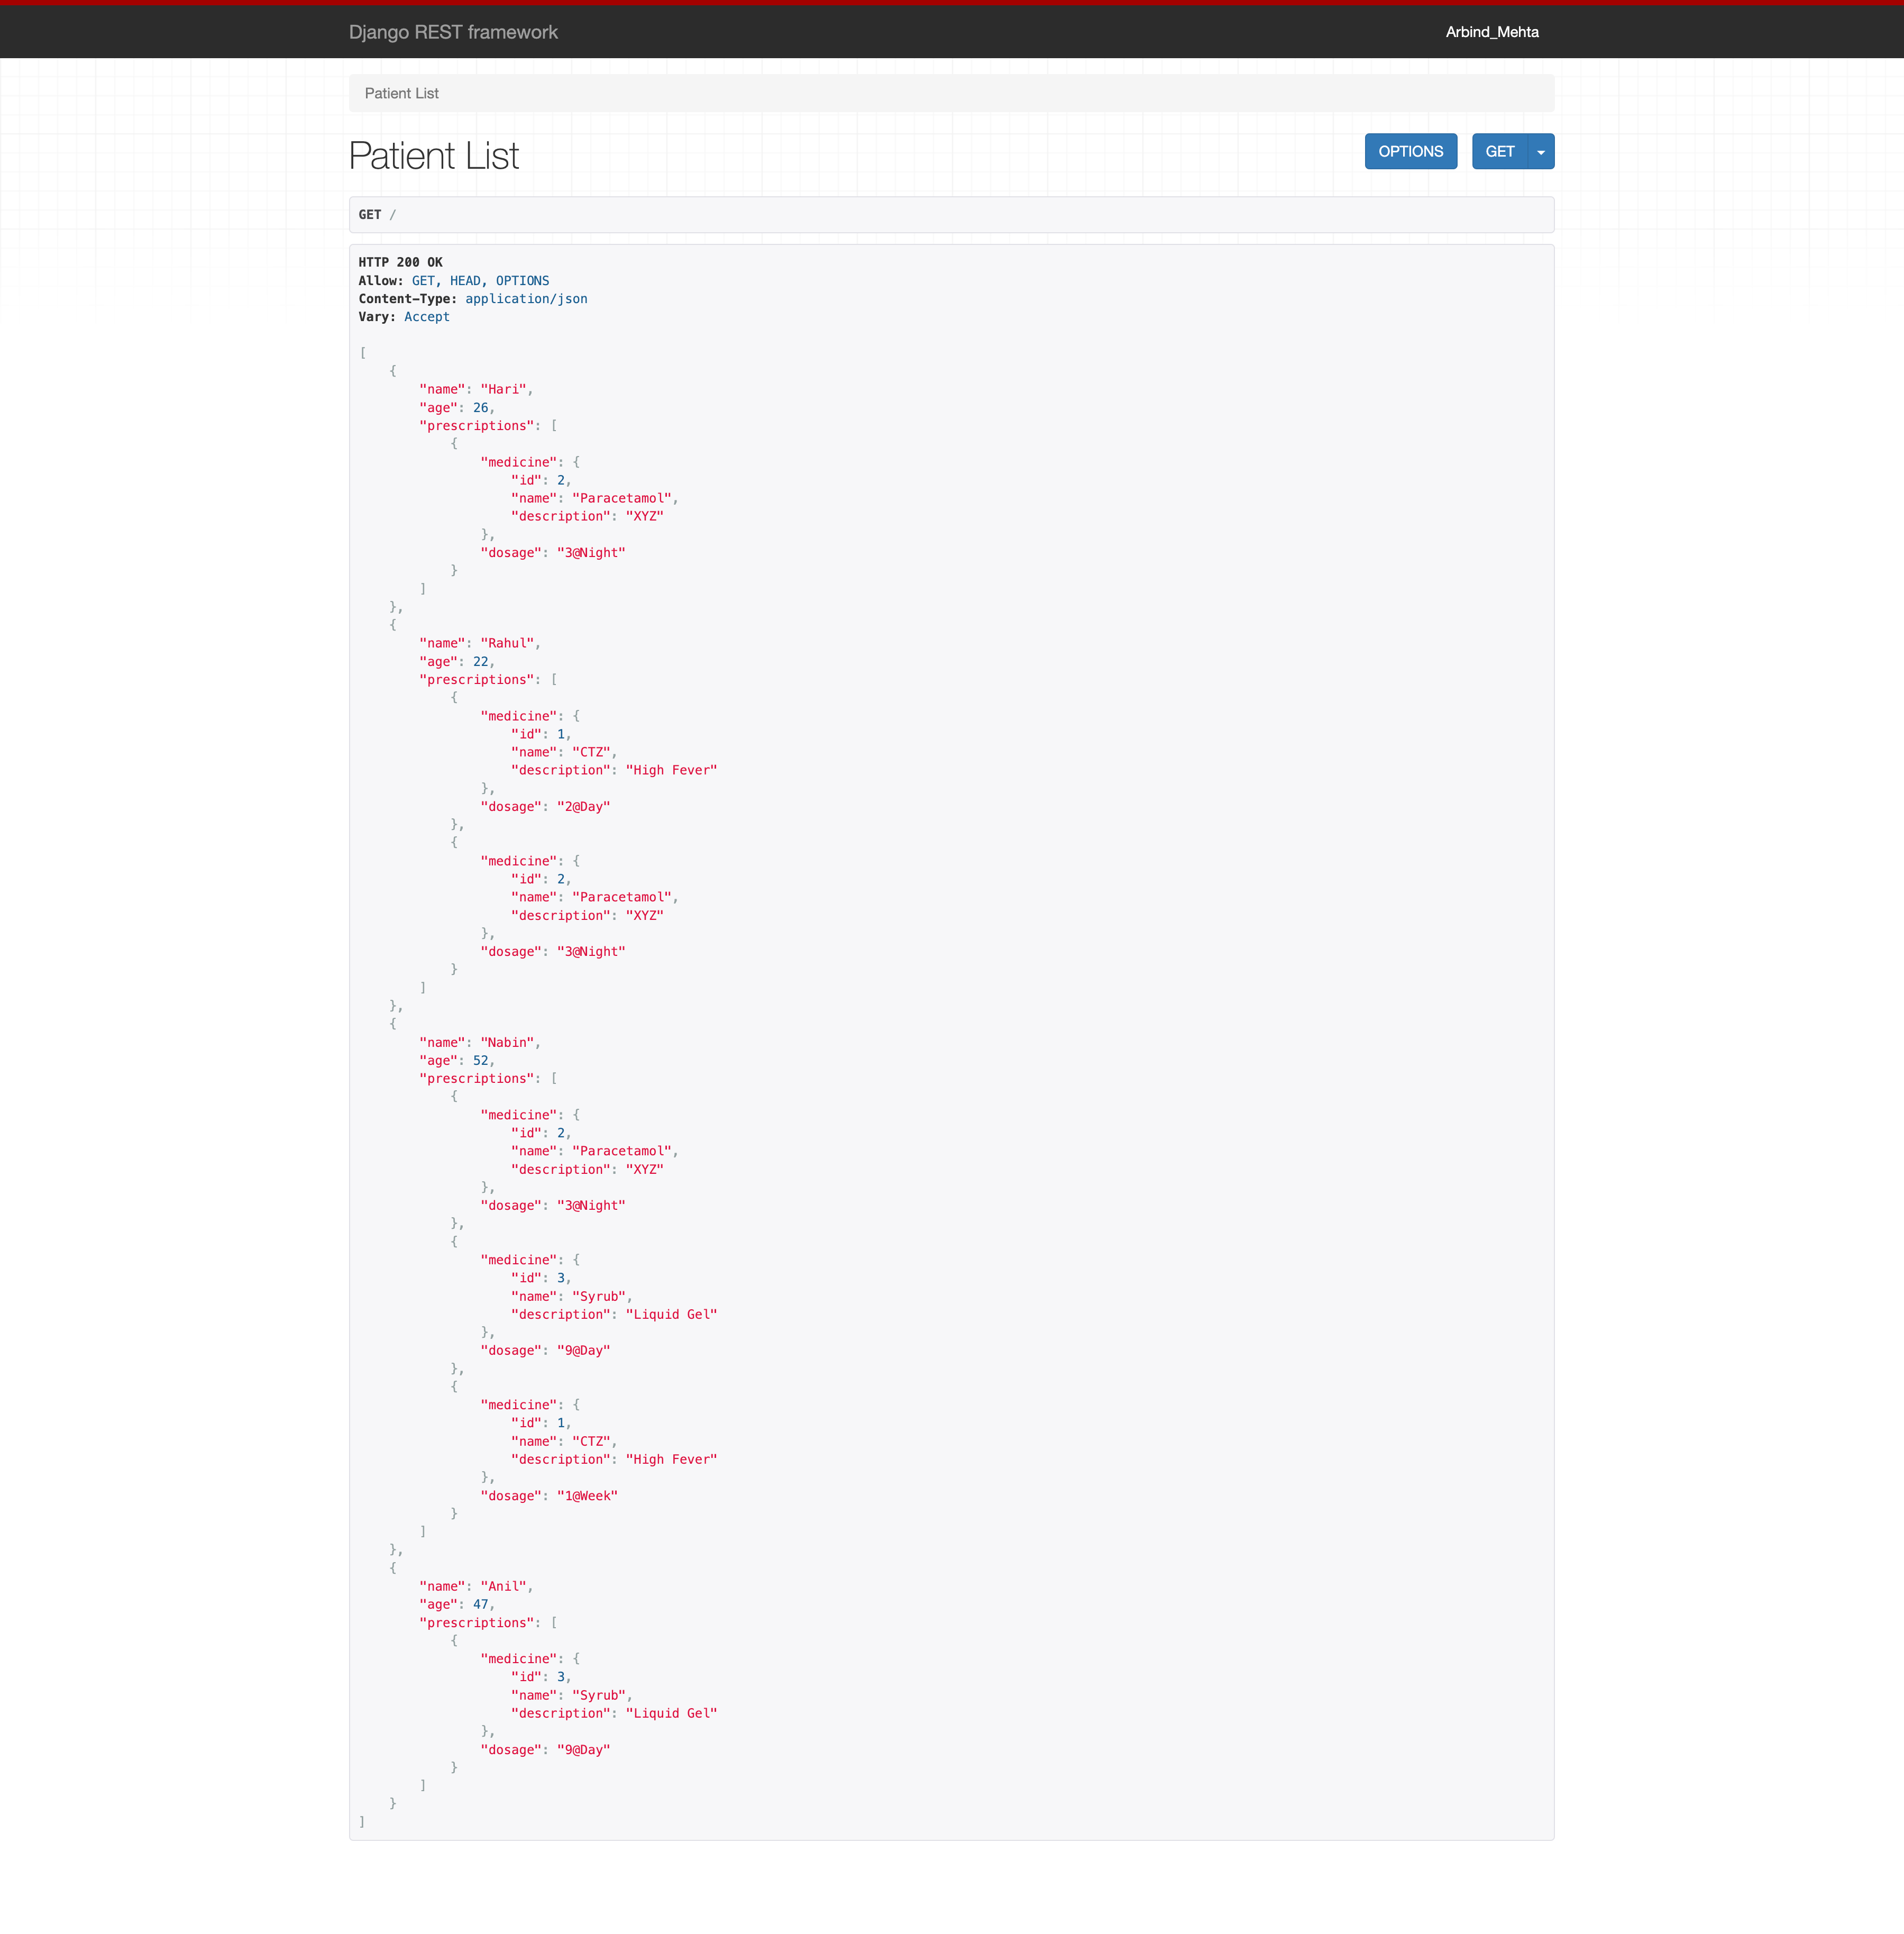 Django REST framework
Arbind_Mehta
Patient List
Patient List
OPTIONS
GET
GET /
HTTP 200 OK
Allow: GET, HEAD, OPTIONS
Content-Type: application/json
Vary: Accept
[
    {
        "name": "Hari",
        "age": 26,
        "prescriptions": [
            {
                "medicine": {
                    "id": 2,
                    "name": "Paracetamol",
                    "description": "XYZ"
                },
                "dosage": "3@Night"
            }
        ]
    },
    {
        "name": "Rahul",
        "age": 22,
        "prescriptions": [
            {
                "medicine": {
                    "id": 1,
                    "name": "CTZ",
                    "description": "High Fever"
                },
                "dosage": "2@Day"
            },
            {
                "medicine": {
                    "id": 2,
                    "name": "Paracetamol",
                    "description": "XYZ"
                },
                "dosage": "3@Night"
            }
        ]
    },
    {
        "name": "Nabin",
        "age": 52,
        "prescriptions": [
            {
                "medicine": {
                    "id": 2,
                    "name": "Paracetamol",
                    "description": "XYZ"
                },
                "dosage": "3@Night"
            },
            {
                "medicine": {
                    "id": 3,
                    "name": "Syrub",
                    "description": "Liquid Gel"
                },
                "dosage": "9@Day"
            },
            {
                "medicine": {
                    "id": 1,
                    "name": "CTZ",
                    "description": "High Fever"
                },
                "dosage": "1@Week"
            }
        ]
    },
    {
        "name": "Anil",
        "age": 47,
        "prescriptions": [
            {
                "medicine": {
                    "id": 3,
                    "name": "Syrub",
                    "description": "Liquid Gel"
                },
                "dosage": "9@Day"
            }
        ]
    }
]